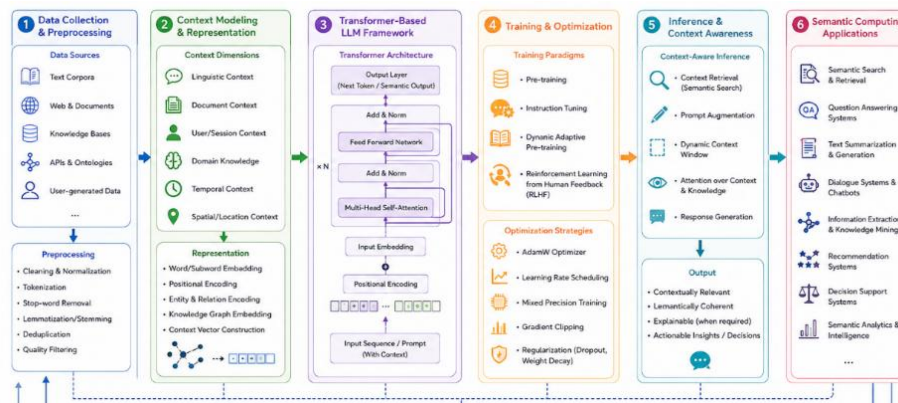 1 Data Collection
& Preprocessing
Data Sources
Text Corpora
Web & Documents
Knowledge Bases
APIs & Ontologies
User-generated Data
...
Preprocessing
• Cleaning & Normalization
• Tokenization
• Stop-word Removal
• Lemmotization/Stemming
• Deduplication
• Quality Filtering
2 Context Modeling
& Representation
Context Dimensions
Linguistic Context
Document Context
User/Session Context
Domain Knowledge
Temporal Context
Spatial/Location Context
Representation
• Word/Subword Embedding
• Positional Encoding
• Entity & Relation Encoding
• Knowledge Graph Embedding
• Context Vector Construction
3 Transformer-Based
LLM Framework
Transformer Architecture
Output Layer
(Next Token / Semantic Output)
Add & Norm
Feed Forward Network
× N
Add & Norm
Multi-Head Self-Attention
Input Embedding
Positional Encoding
...
Input Sequence / Prompt
(With Context)
4 Training & Optimization
Training Paradigms
• Pre-training
• Instruction Tuning
• Dynamic Adaptive
Pre-training
• Reinforcement Learning
from Human Feedback
(RLHF)
Optimization Strategies
• AdamW Optimizer
• Learning Rate Scheduling
• Mixed Precision Training
• Gradient Clipping
• Regularization (Dropout,
Weight Decay)
5 Inference &
Context Awareness
Context-Aware Inference
• Context Retrieval
(Semantic Search)
• Prompt Augmentation
• Dynamic Context
Window
• Attention over Context
& Knowledge
• Response Generation
Output
• Contextually Relevant
• Lemantically Coherent
• Explainable (when required)
• Actionable Insights / Decisions
6 Semantic Computin
Applications
Semantic Search
& Retrieval
QA
Question Answering
Systems
Text Summarization
& Generation
Dialogue Systems &
Chatbots
Information Extraction
& Knowledge Mining
Recommendation
Systems
Decision Support
Systems
Semantic Analytics &
Intelligence
...